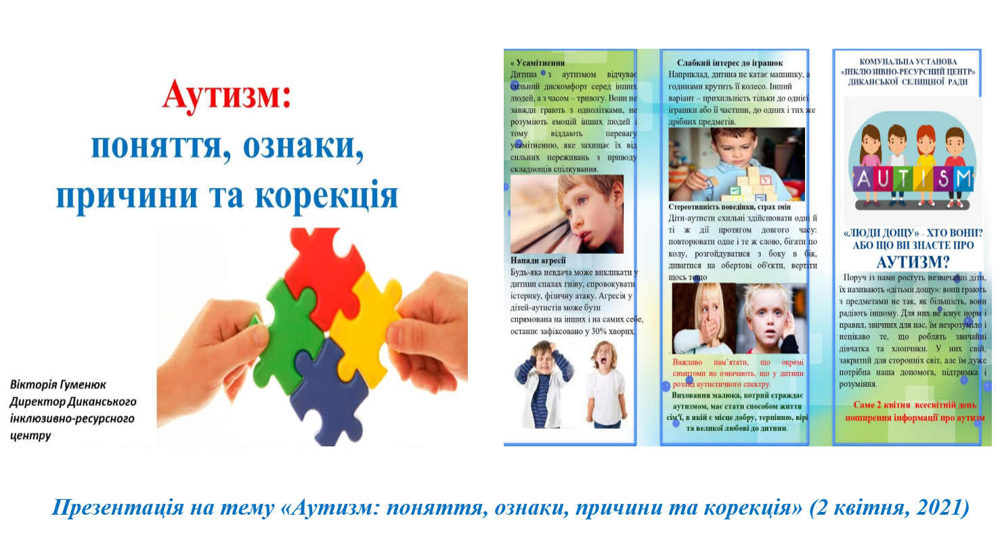 Аутизм:
поняття, ознаки,
причини та корекція
Вікторія Гуменюк
Директор Диканського
інклюзивно-ресурсного
центру
« Усамітнення
Дитина з аутизмом відчуває
сильний дискомфорт серед інших
людей, а з часом – тривогу. Вони не
завжди грають з однолітками, не
розуміють емоцій інших людей і
тому віддають перевагу
усамітненню, яке захищає їх від
сильних переживань з приводу
складнощів спілкування.
Напади агресії
Будь-яка невдача може викликати у
дитини спалах гніву, спровокувати
істерику, фізичну атаку. Агресія у
дітей-аутистів може бути
спрямована на інших і на самих себе,
останнє зафіксовано у 30% хворих.
Слабкий інтерес до іграшок
Наприклад, дитина не катає машинку, а
годинами крутить її колесо. Інший
варіант – прихильність тільки до однієї
іграшки або її частини, до одних і тих же
дрібних предметів.
Стереотипність поведінки, страх змін
Діти-аутисти схильні здійснювати одні й
ті ж дії протягом довгого часу:
повторювати одне і те ж слово, бігати по
колу, розгойдуватися з боку в бік,
дивитися на обертові об'єкти, вертіти
щось тощо
Важливо пам’ятати, що окремі
симптоми не означають, що у дитини
розлад аутистичного спектру.
Виховання малюка, котрий страждає
аутизмом, має стати способом життя
сім'ї, в якій є місце добру, терпінню, вірі
та великої любові до дитини.
КОМУНАЛЬНА УСТАНОВА
«ІНКЛЮЗИВНО-РЕСУРСНИЙ ЦЕНТР»
ДИКАНСЬКОЇ СЕЛИЩНОЇ РАДИ
AUTISM
«ЛЮДИ ДОЩУ» – ХТО ВОНИ?
АБО ЩО ВИ ЗНАЄТЕ ПРО
АУТИЗМ?
Поруч із нами ростуть незвичайні діти,
їх називають «дітьми дощу»: вони грають
з предметами не так, як більшість, вони
радіють іншому. Для них не існує норм і
правил, звичних для нас, їм незрозуміло і
нецікаво те, що роблять звичайні
дівчатка та хлопчики. У них свій,
закритий для сторонніх світ, але їм дуже
потрібна наша допомога, підтримка і
розуміння.
Саме 2 квітня всесвітній день
поширення інформації про аутизм
Презентація на тему «Аутизм: поняття, ознаки, причини та корекція» (2 квітня, 2021)